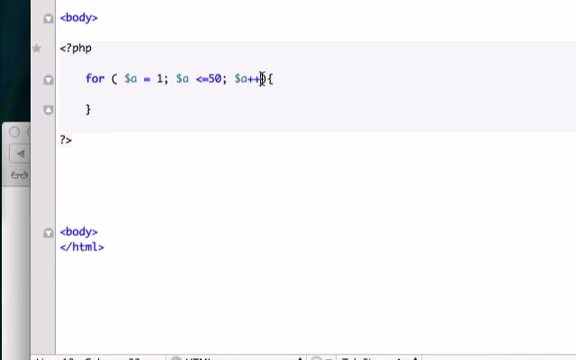 <body>
<?php
for ( $a = 1; $a <=50; $a++){
}
?>
<body>
</html>